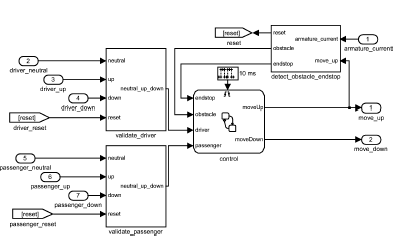 [reset]
reset
reset
obstacle
endstop
armature_current
move_up
1
armature_current
detect_obstacle_endstop
2
driver_neutral
3
driver_up
4
driver_down
[reset]
driver_reset
neutral
up
down
reset
neutral_up_down
validate_driver
10 ms
endstop
obstacle
driver
passenger
moveUp
moveDown
control
1
move_up
2
move_down
5
passenger_neutral
6
passenger_up
7
passenger_down
[reset]
passenger_reset
neutral
up
down
reset
neutral_up_down
validate_passenger